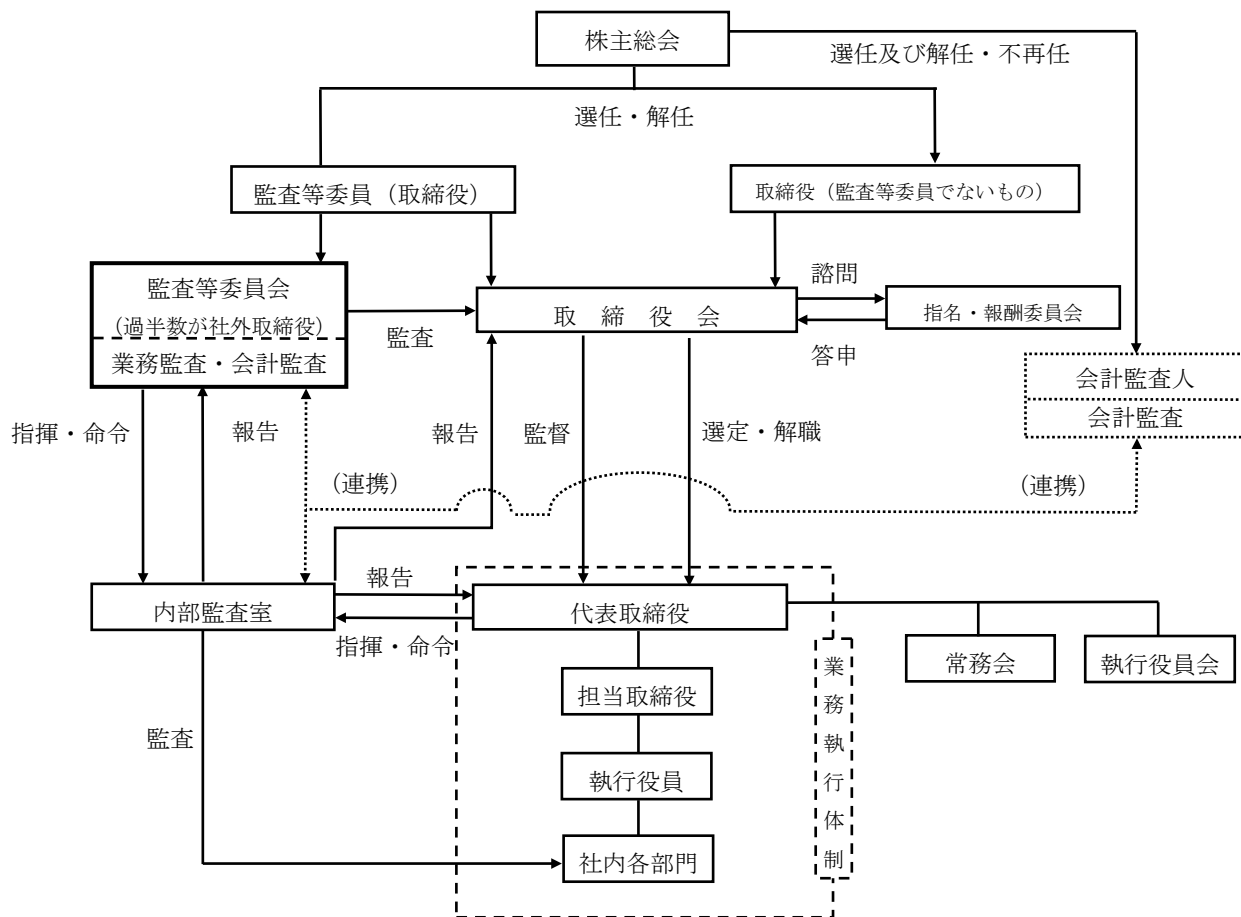 株主総会
選任及び解任・不再任
選任・解任
監査等委員（取締役）
取締役（監査等委員でないもの）
監査等委員会
(過半数が社外取締役)
業務監査・会計監査
監査
取締役会
諮問
指名・報酬委員会
答申
会計監査人
会計監査
指揮・命令
報告
報告
監督
選定・解職
(連携)
(連携)
内部監査室
報告
指揮・命令
代表取締役
常務会
執行役員会
担当取締役
業務執行体制
監査
執行役員
社内各部門